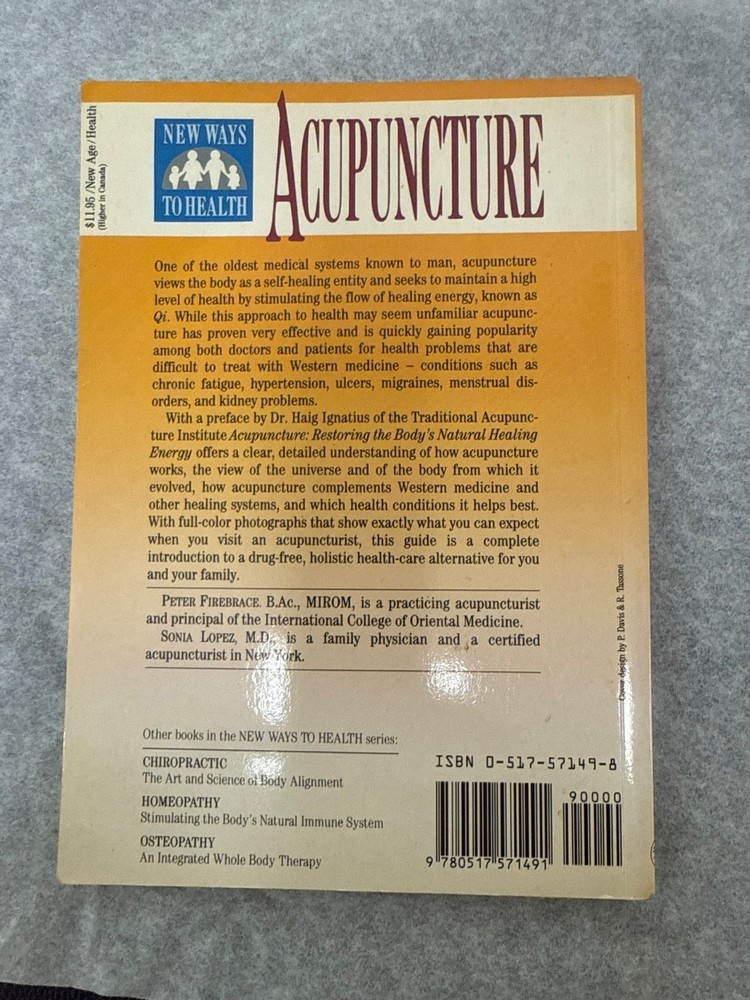 $11.95/New Age/Health
(Higher in Canada)
NEW WAYS
TO HEALTH
ACUPUNCTURE
One of the oldest medical systems known to man, acupuncture
views the body as a self-healing entity and seeks to maintain a high
level of health by stimulating the flow of healing energy, known as
Qi. While this approach to health may seem unfamiliar acupunc-
ture has proven very effective and is quickly gaining popularity
among both doctors and patients for health problems that are
difficult to treat with Western medicine – conditions such as
chronic fatigue, hypertension, ulcers, migraines, menstrual dis-
orders, and kidney problems.
With a preface by Dr. Haig Ignatius of the Traditional Acupunc-
ture Institute Acupuncture: Restoring the Body's Natural Healing
Energy offers a clear, detailed understanding of how acupuncture
works, the view of the universe and of the body from which it
evolved, how acupuncture complements Western medicine and
other healing systems, and which health conditions it helps best.
With full-color photographs that show exactly what you can expect
when you visit an acupuncturist, this guide is a complete
introduction to a drug-free, holistic health-care alternative for you
and your family.
PETER FIREBRACE. B.Ac., MIROM, is a practicing acupuncturist
and principal of the International College of Oriental Medicine.
SONIA LOPEZ, M.D., is a family physician and a certified
acupuncturist in New York.
Cover design by P. Davis & R. Tassone
Other books in the NEW WAYS TO HEALTH series:
CHIROPRACTIC
The Art and Science of Body Alignment
HOMEOPATHY
Stimulating the Body's Natural Immune System
OSTEOPATHY
An Integrated Whole Body Therapy
ISBN 0-517-57149-8
90000
9 780517 571491